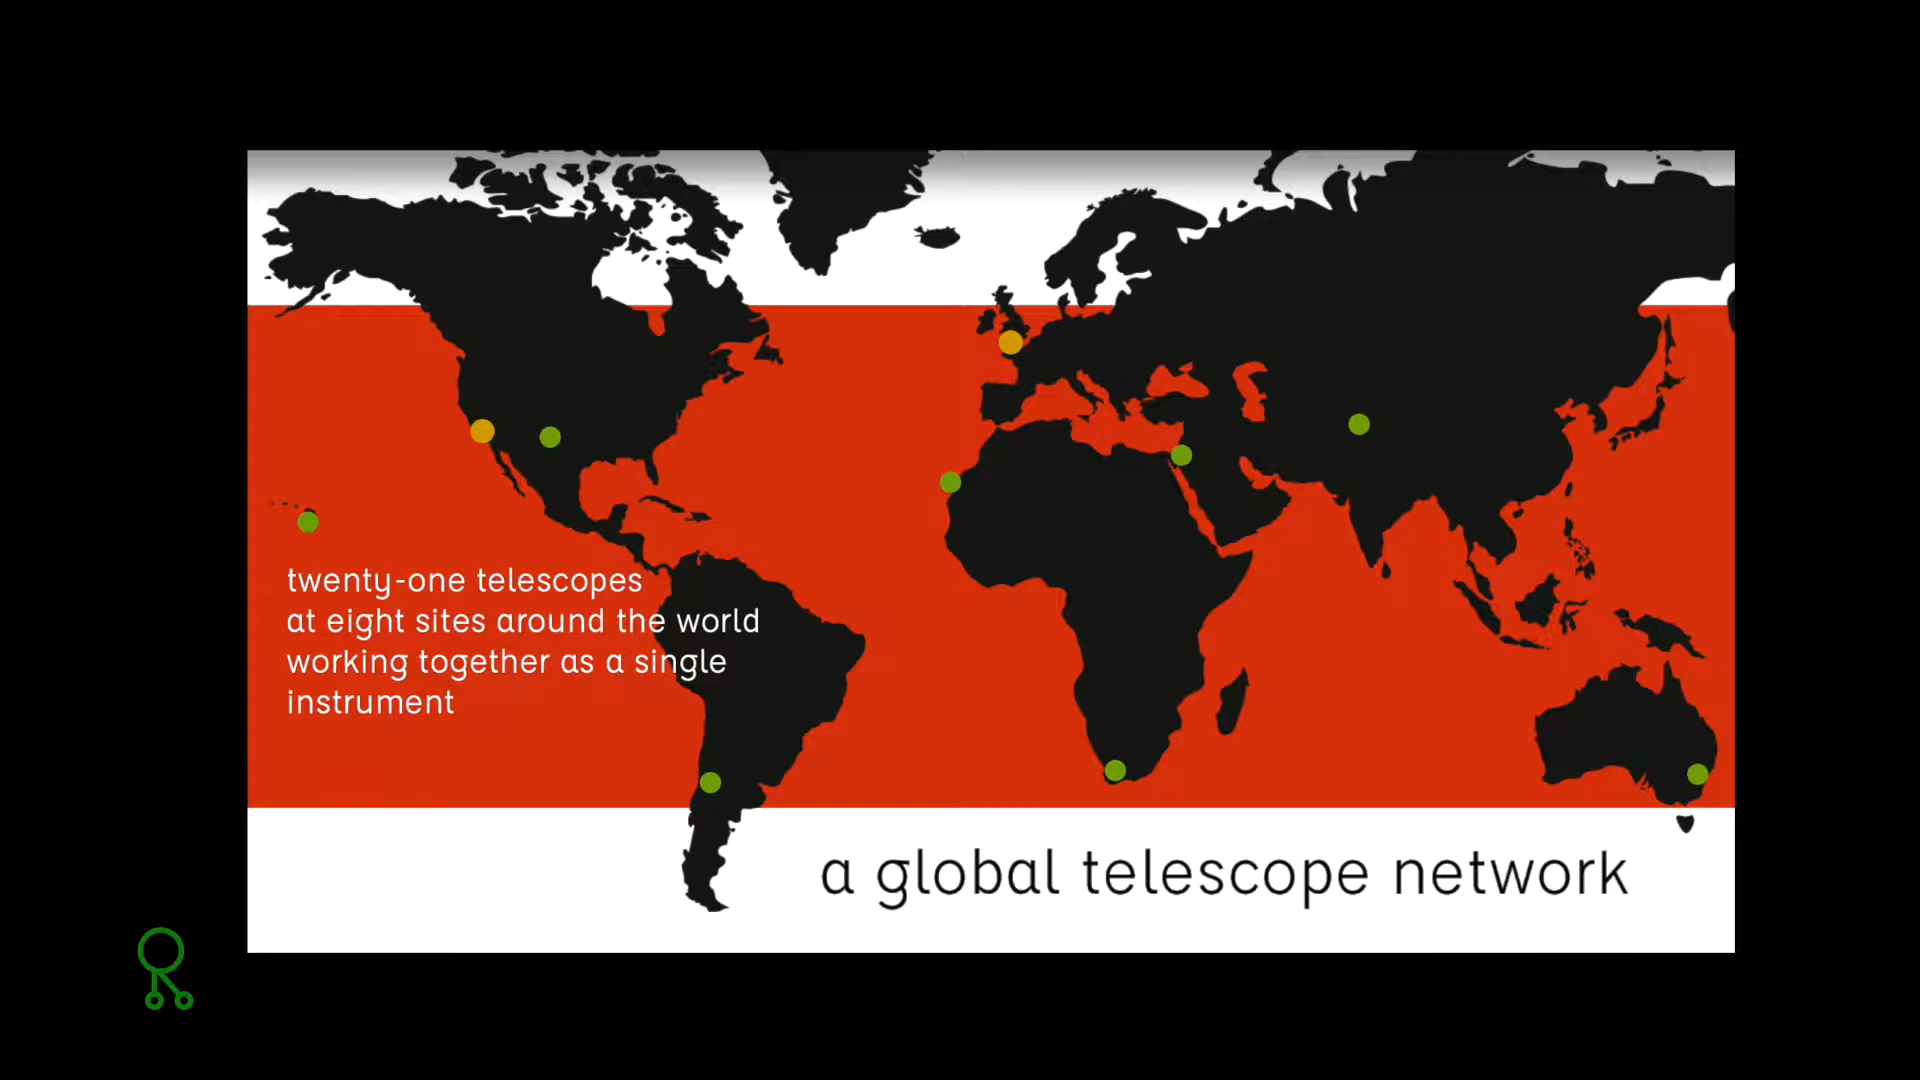 twenty-one telescopes
at eight sites around the world
working together as a single
instrument
a global telescope network